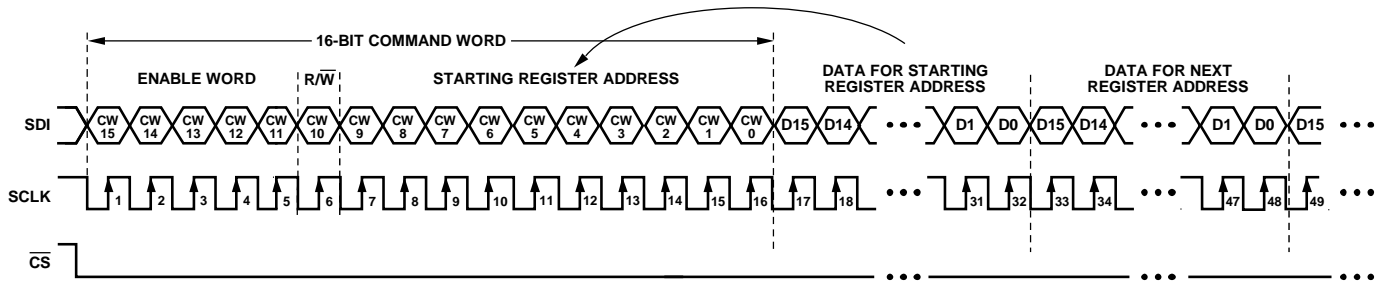 16-BIT COMMAND WORD
ENABLE WORD R/W̅ STARTING REGISTER ADDRESS
DATA FOR STARTING REGISTER ADDRESS
DATA FOR NEXT REGISTER ADDRESS
SDI CW 15 CW 14 CW 13 CW 12 CW 11 CW 10 CW 9 CW 8 CW 7 CW 6 CW 5 CW 4 CW 3 CW 2 CW 1 CW 0 D15 D14 ••• D1 D0 D15 D14 ••• D1 D0 D15 •••
SCLK 1 2 3 4 5 6 7 8 9 10 11 12 13 14 15 16 17 18 ••• 31 32 33 34 ••• 47 48 49 •••
C̅S̅ ••• ••• •••